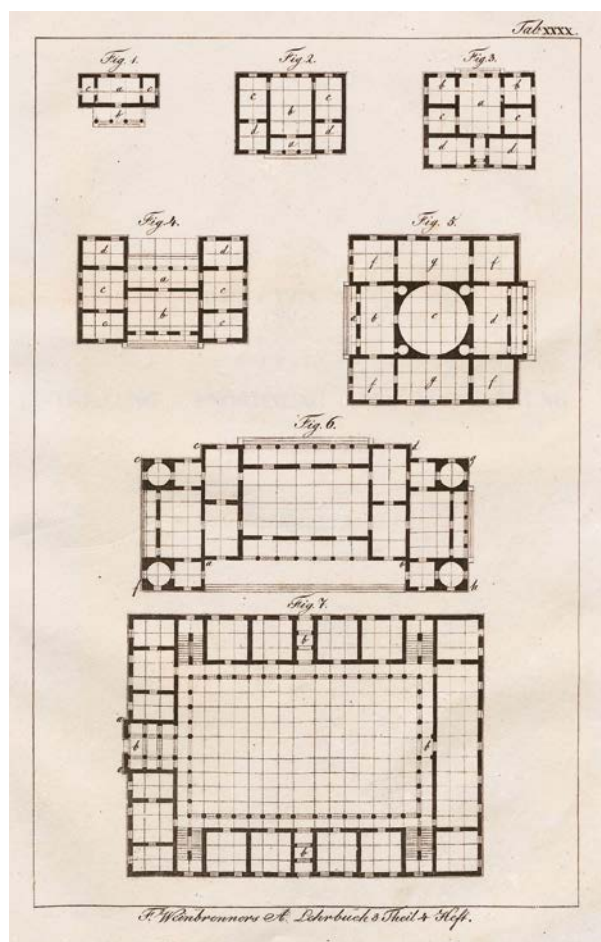 Tab XXXX.
Fig. 1. Fig. 2. Fig. 3.
c a c
b
c b c
d a d
b a b
c c
d d
Fig. 4. Fig. 5.
d d
c a c
b
c c
f g f
a b c d
f g f
Fig. 6.
c d
e g
a b
f h
Fig. 7.
b
a
b b
c
b
F. Weinbrenners A. Lehrbuch 3 Theil 4 Heft.